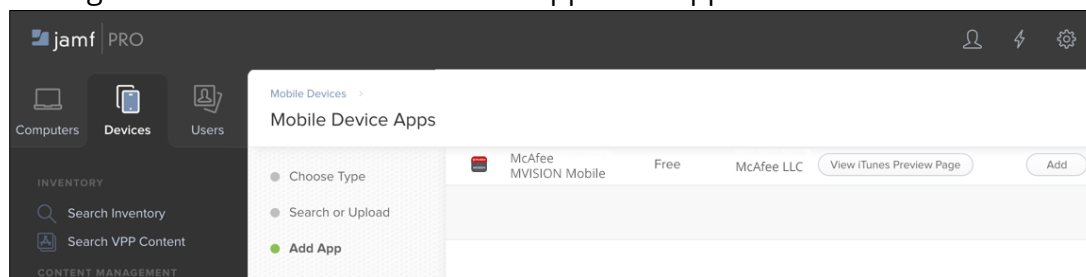 jamf PRO
Computers Devices Users
Mobile Devices
Mobile Device Apps
INVENTORY
Search Inventory
Search VPP Content
CONTENT MANAGEMENT
Choose Type
Search or Upload
Add App
McAfee
MVISION Mobile
Free
McAfee LLC
View iTunes Preview Page
Add